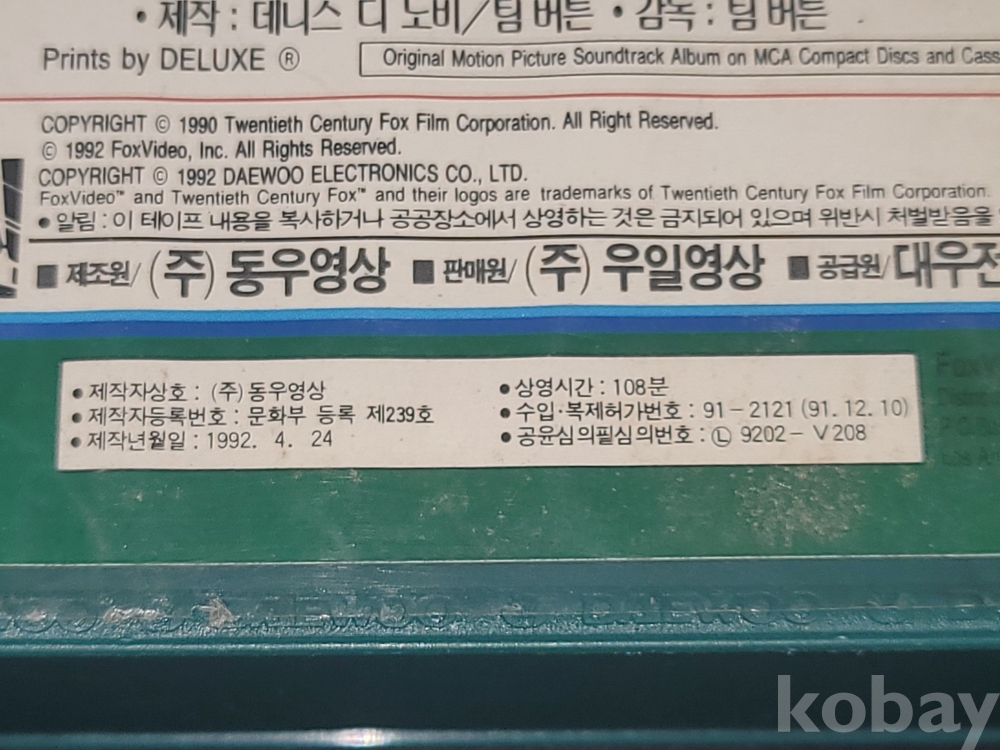 • 제작 : 데니스 디 노비/팀 버튼 • 감독 : 팀 버튼
Prints by DELUXE ®
Original Motion Picture Soundtrack Album on MCA Compact Discs and Cass
COPYRIGHT © 1990 Twentieth Century Fox Film Corporation. All Right Reserved.
© 1992 FoxVideo, Inc. All Rights Reserved.
COPYRIGHT © 1992 DAEWOO ELECTRONICS CO., LTD.
FoxVideo™ and Twentieth Century Fox™ and their logos are trademarks of Twentieth Century Fox Film Corporation.
• 알림 : 이 테이프 내용을 복사하거나 공공장소에서 상영하는 것은 금지되어 있으며 위반시 처벌받음을
■ 제조원/(주)동우영상 ■ 판매원/(주)우일영상 ■ 공급원/대우전
• 제작자상호 : (주)동우영상
• 제작자등록번호 : 문화부 등록 제239호
• 제작년월일 : 1992. 4. 24
• 상영시간 : 108분
• 수입·복제허가번호 : 91-2121 (91. 12. 10)
• 공윤심의필심의번호 : Ⓛ 9202-V208
DAEWOO
kobay